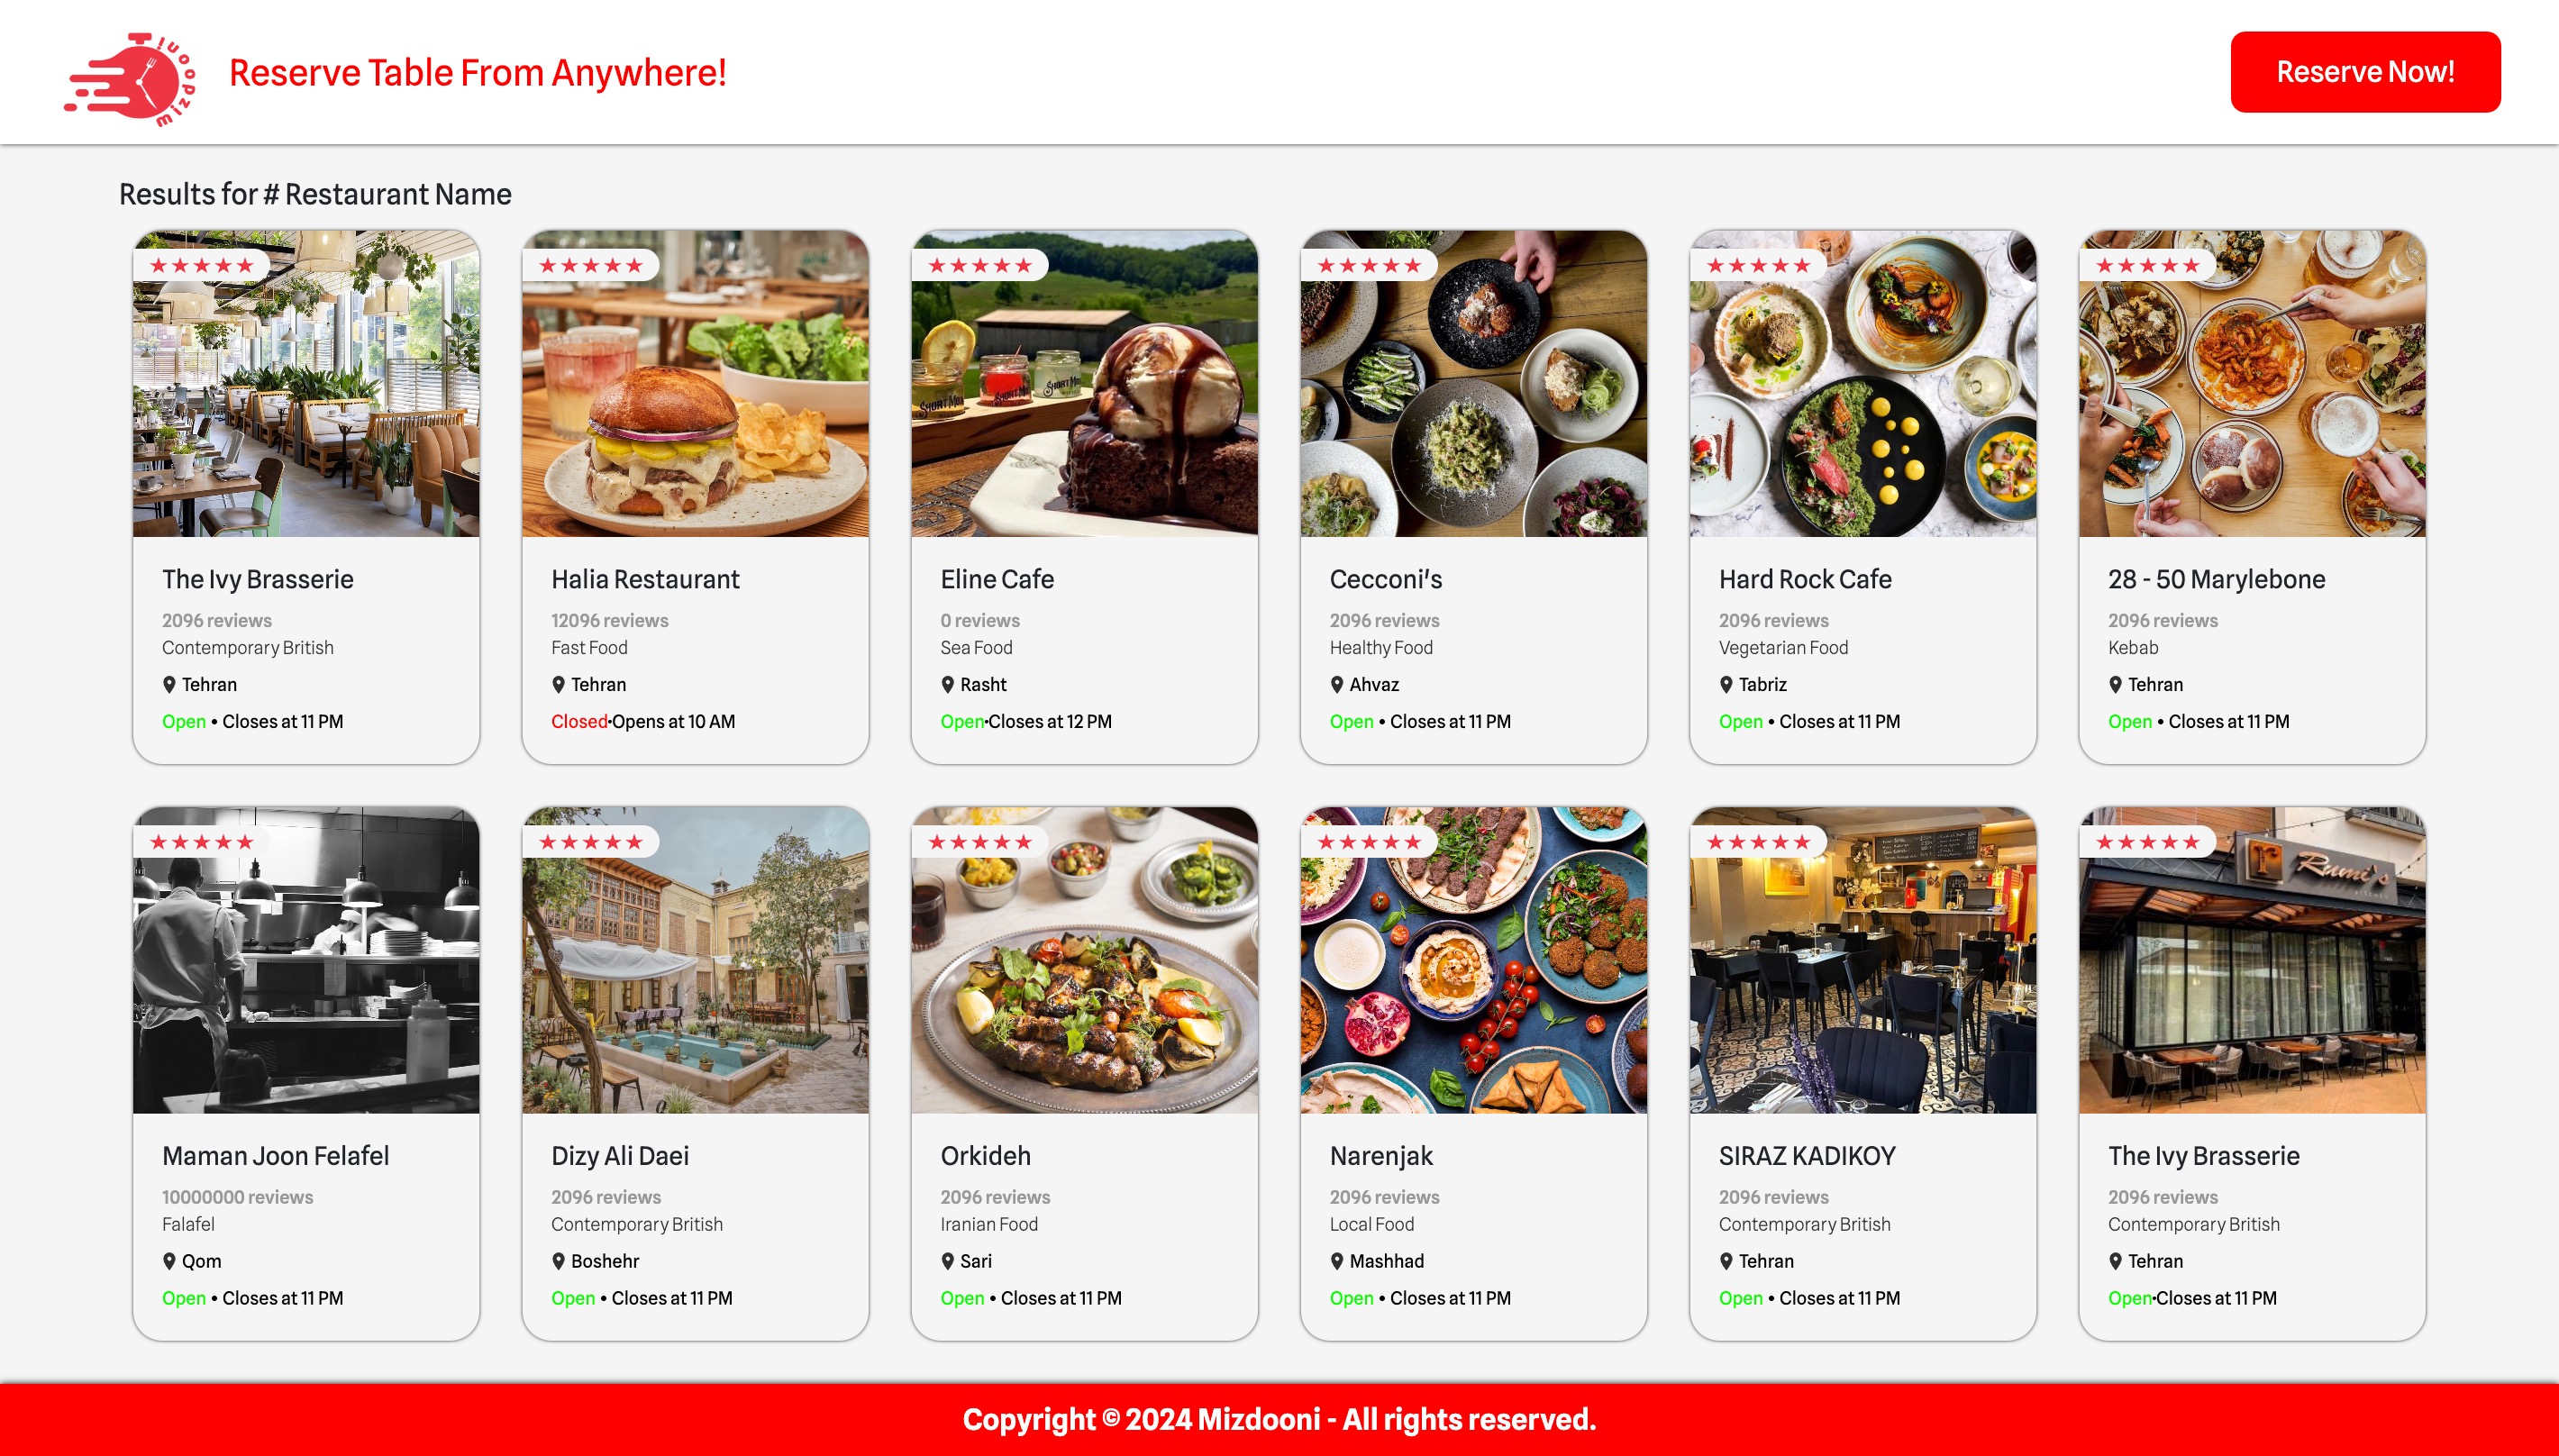 mizdooni
Reserve Table From Anywhere!
Reserve Now!
Results for # Restaurant Name
The Ivy Brasserie
2096 reviews
Contemporary British
Tehran
Open • Closes at 11 PM
Halia Restaurant
12096 reviews
Fast Food
Tehran
Closed•Opens at 10 AM
SHORT
SHORT MO
SHORT MO
Eline Cafe
0 reviews
Sea Food
Rasht
Open•Closes at 12 PM
Cecconi's
2096 reviews
Healthy Food
Ahvaz
Open • Closes at 11 PM
Hard Rock Cafe
2096 reviews
Vegetarian Food
Tabriz
Open • Closes at 11 PM
28 - 50 Marylebone
2096 reviews
Kebab
Tehran
Open • Closes at 11 PM
Maman Joon Felafel
10000000 reviews
Falafel
Qom
Open • Closes at 11 PM
Dizy Ali Daei
2096 reviews
Contemporary British
Boshehr
Open • Closes at 11 PM
Orkideh
2096 reviews
Iranian Food
Sari
Open • Closes at 11 PM
Narenjak
2096 reviews
Local Food
Mashhad
Open • Closes at 11 PM
SIRAZ KADIKOY
2096 reviews
Contemporary British
Tehran
Open • Closes at 11 PM
r Rumi's
KITCHEN
The Ivy Brasserie
2096 reviews
Contemporary British
Tehran
Open•Closes at 11 PM
Copyright © 2024 Mizdooni - All rights reserved.